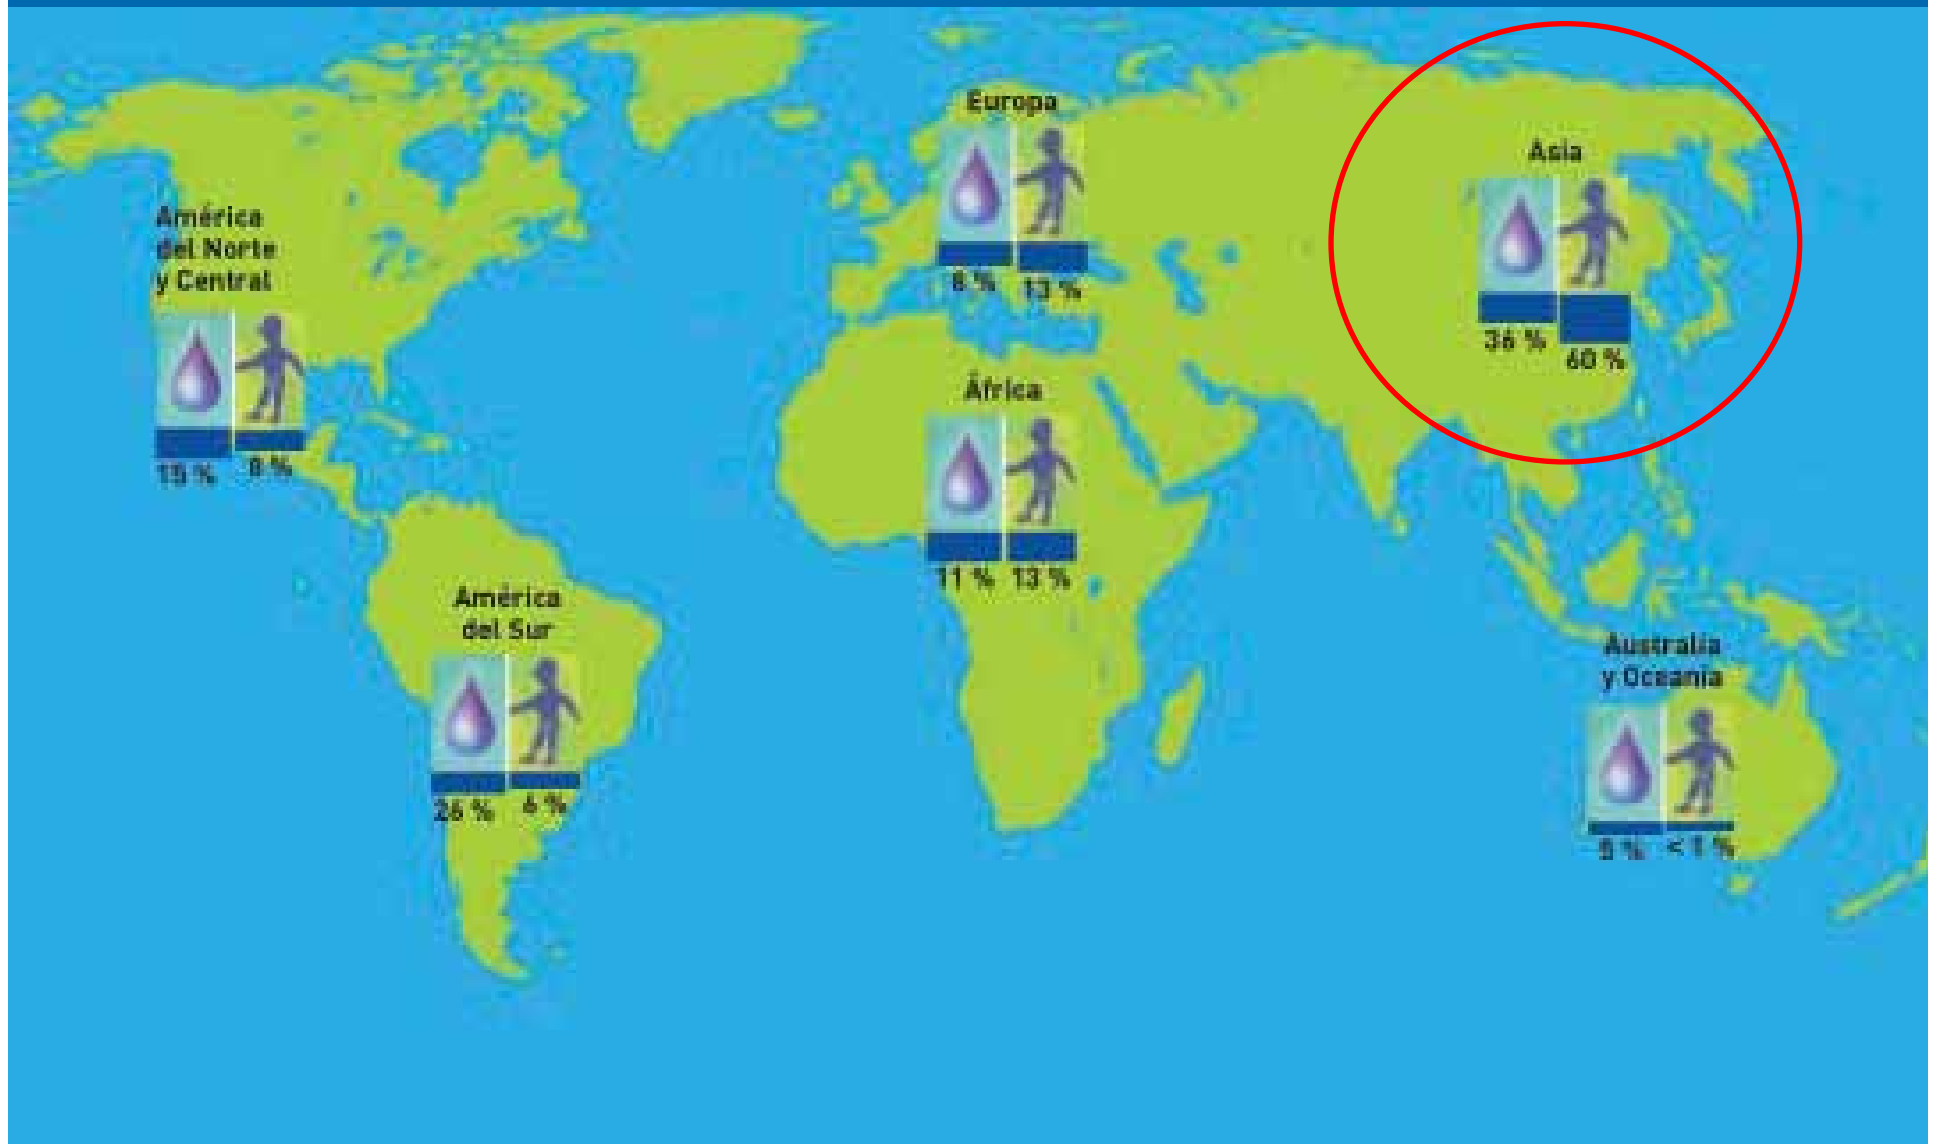 Europa
8 % 13 %
Asia
36 %
60 %
América
del Norte
y Central
15 % 8 %
África
11 % 13 %
América
del Sur
26 % 6 %
Australia
y Oceanía
5 % < 1 %